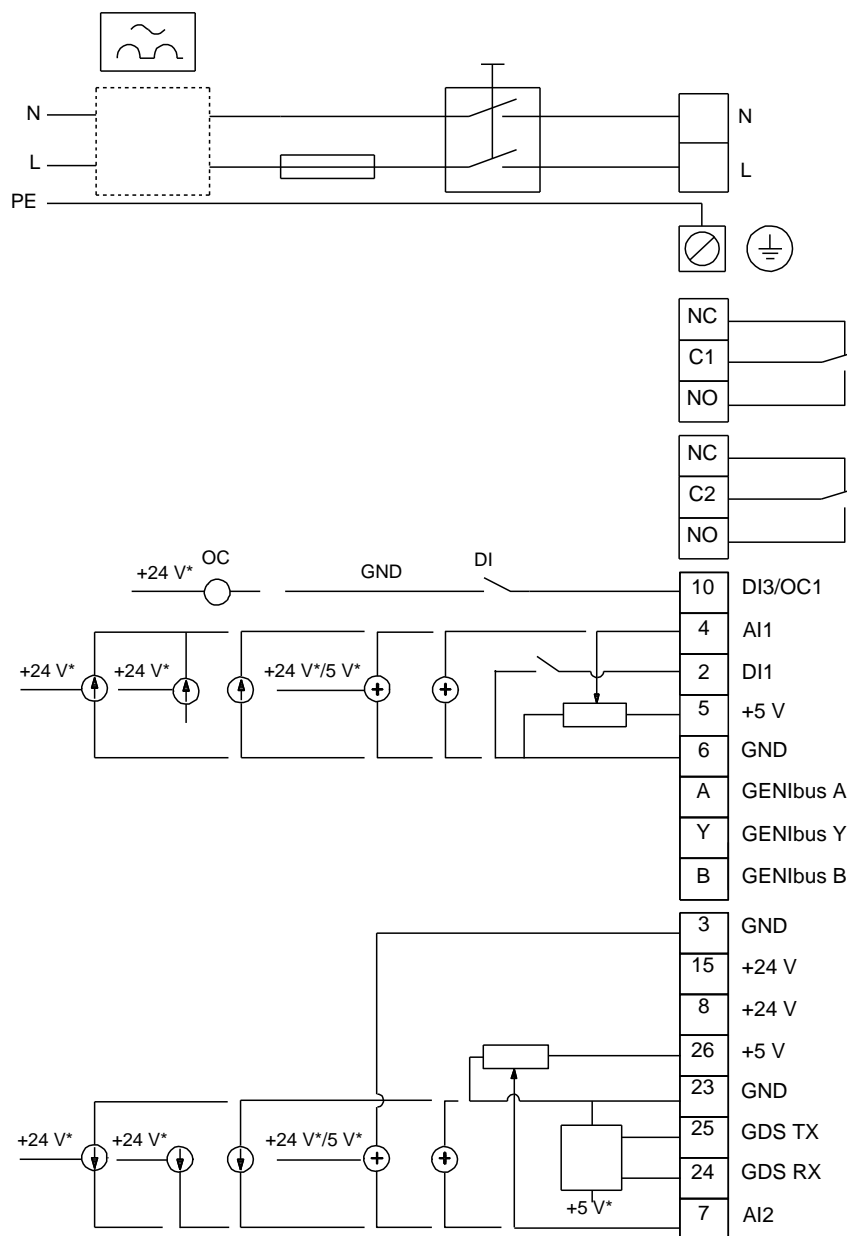 N N
L L
PE
NC
C1
NO
NC
C2
NO
+24 V* OC GND DI 10 DI3/OC1
4 AI1
+24 V* +24 V* +24 V*/5 V* 2 DI1
5 +5 V
6 GND
A GENIbus A
Y GENIbus Y
B GENIbus B
3 GND
15 +24 V
8 +24 V
26 +5 V
23 GND
+24 V* +24 V* +24 V*/5 V* 25 GDS TX
24 GDS RX
+5 V* 7 AI2